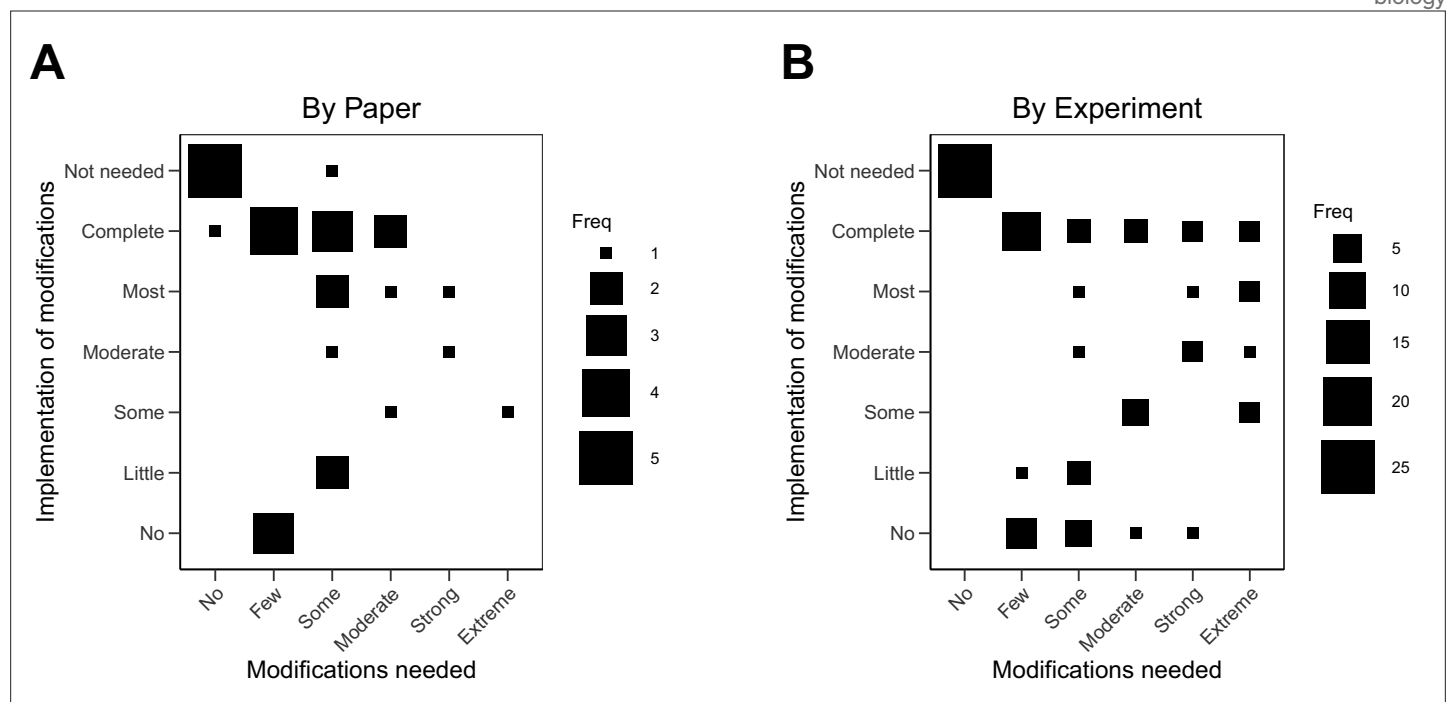 biology
A
By Paper
Implementation of modifications
Not needed
Complete
Most
Moderate
Some
Little
No
No
Few
Some
Moderate
Strong
Extreme
Modifications needed
Freq
1
2
3
4
5
B
By Experiment
Implementation of modifications
Not needed
Complete
Most
Moderate
Some
Little
No
No
Few
Some
Moderate
Strong
Extreme
Modifications needed
Freq
5
10
15
20
25